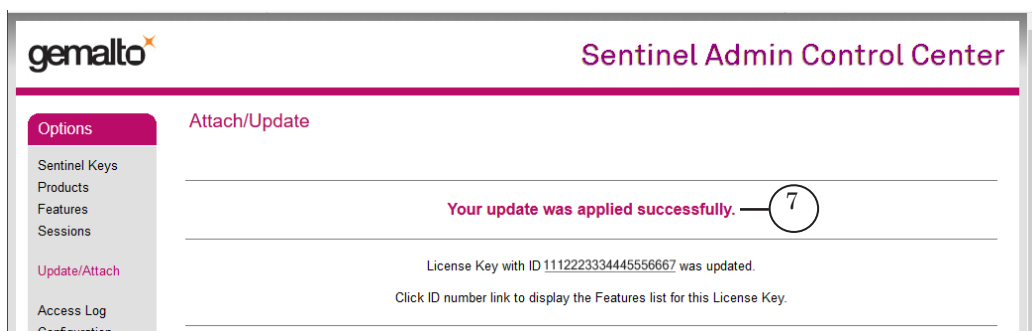 gemalto
Sentinel Admin Control Center
Options
Attach/Update
Sentinel Keys
Products
Features
Sessions
Your update was applied successfully.
7
Update/Attach
License Key with ID 1112223334445556667 was updated.
Click ID number link to display the Features list for this License Key.
Access Log